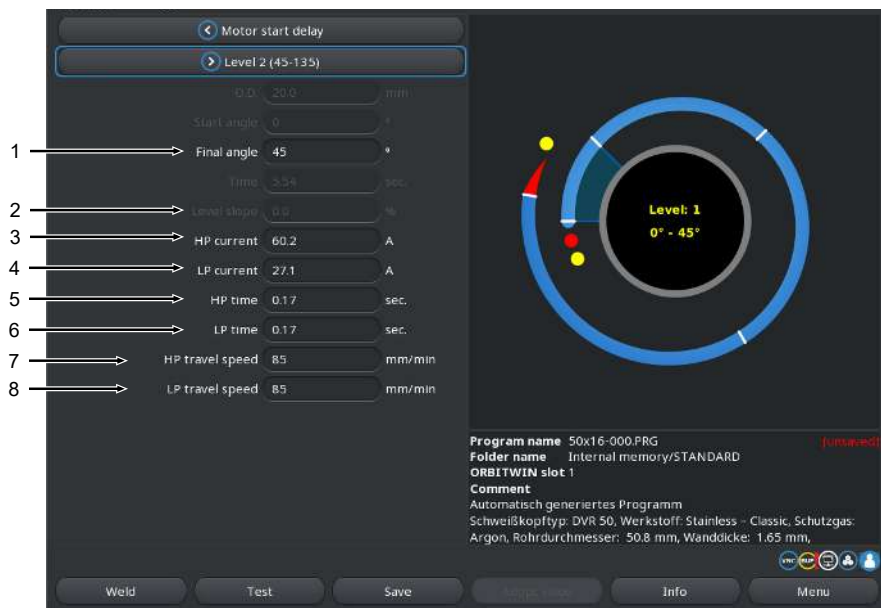 Motor start delay
Level 2 (45-135)
O.D. 20.0 mm
Start angle 0 °
1 Final angle 45 °
Time 5.54 sec.
2 Level slope 0.0 %
3 HP current 60.2 A
4 LP current 27.1 A
5 HP time 0.17 sec.
6 LP time 0.17 sec.
7 HP travel speed 85 mm/min
8 LP travel speed 85 mm/min
Level: 1
0° - 45°
Program name 50x16-000.PRG [unsaved]
Folder name Internal memory/STANDARD
ORBITWIN slot 1
Comment
Automatisch generiertes Programm
Schweißkopftyp: DVR 50, Werkstoff: Stainless - Classic, Schutzgas:
Argon, Rohrdurchmesser: 50.8 mm, Wanddicke: 1.65 mm,
VNC BUP
Weld Test Save Info Menu